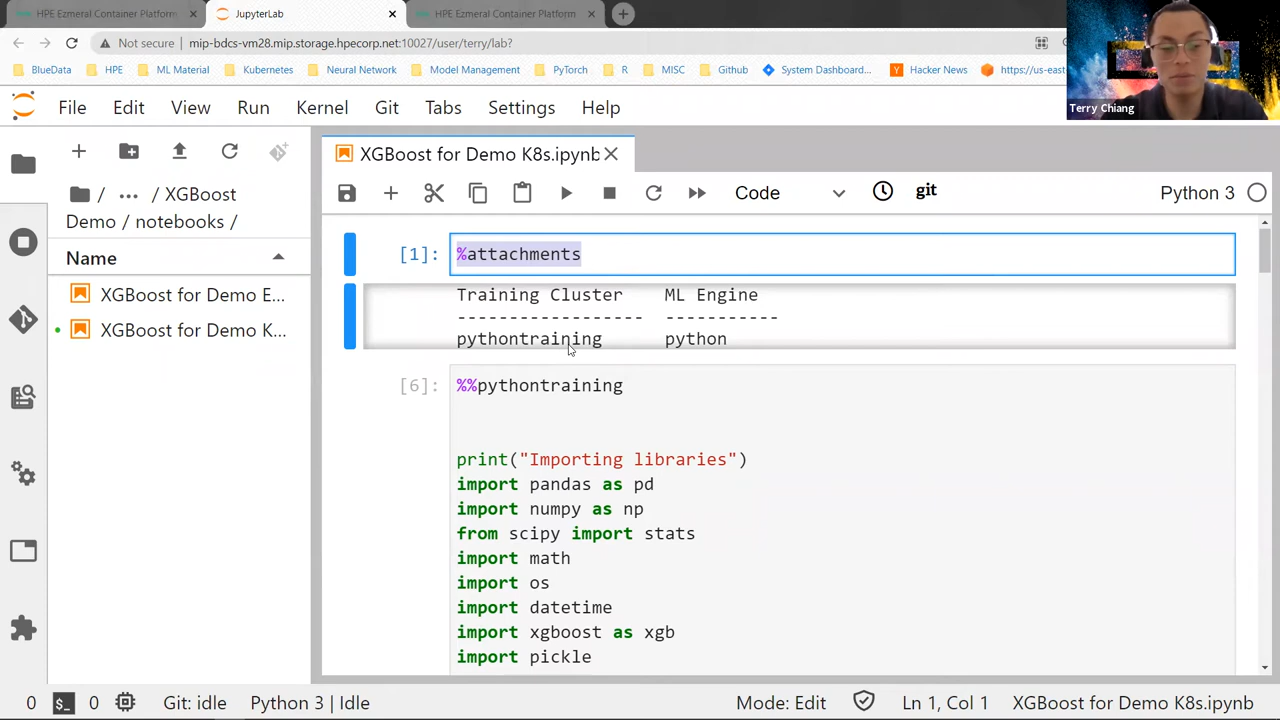 HPE Ezmeral Container Platform
JupyterLab
HPE Ezmeral Container Platform
Not secure | mip-bdcs-vm28.mip.storage.hpecorp.net:10027/user/terry/lab?
BlueData HPE ML Material Kubernetes Neural Network Model Management PyTorch R MISC Github System Dashboard... Hacker News https://us-east
Terry Chiang
File Edit View Run Kernel Git Tabs Settings Help
XGBoost for Demo K8s.ipynb
Code git Python 3
/ ... / XGBoost
Demo / notebooks /
Name
XGBoost for Demo E...
XGBoost for Demo K...
[1]: %attachments
Training Cluster ML Engine
------------------ -----------
pythontraining python
[6]: %%pythontraining
print("Importing libraries")
import pandas as pd
import numpy as np
from scipy import stats
import math
import os
import datetime
import xgboost as xgb
import pickle
0 $_ 0 Git: idle Python 3 | Idle Mode: Edit Ln 1, Col 1 XGBoost for Demo K8s.ipynb